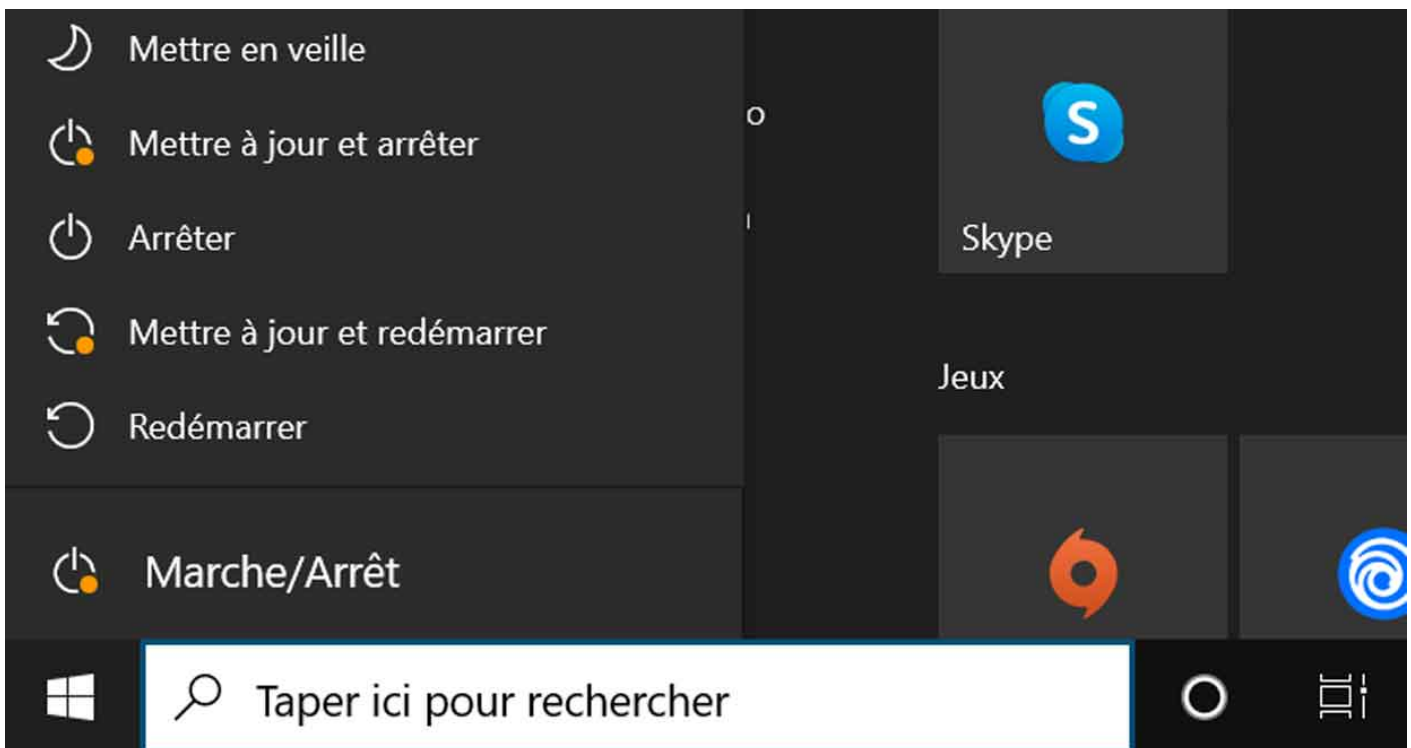 Mettre en veille
Mettre à jour et arrêter
Arrêter
Mettre à jour et redémarrer
Redémarrer
Marche/Arrêt
Taper ici pour rechercher
o
S
Skype
Jeux